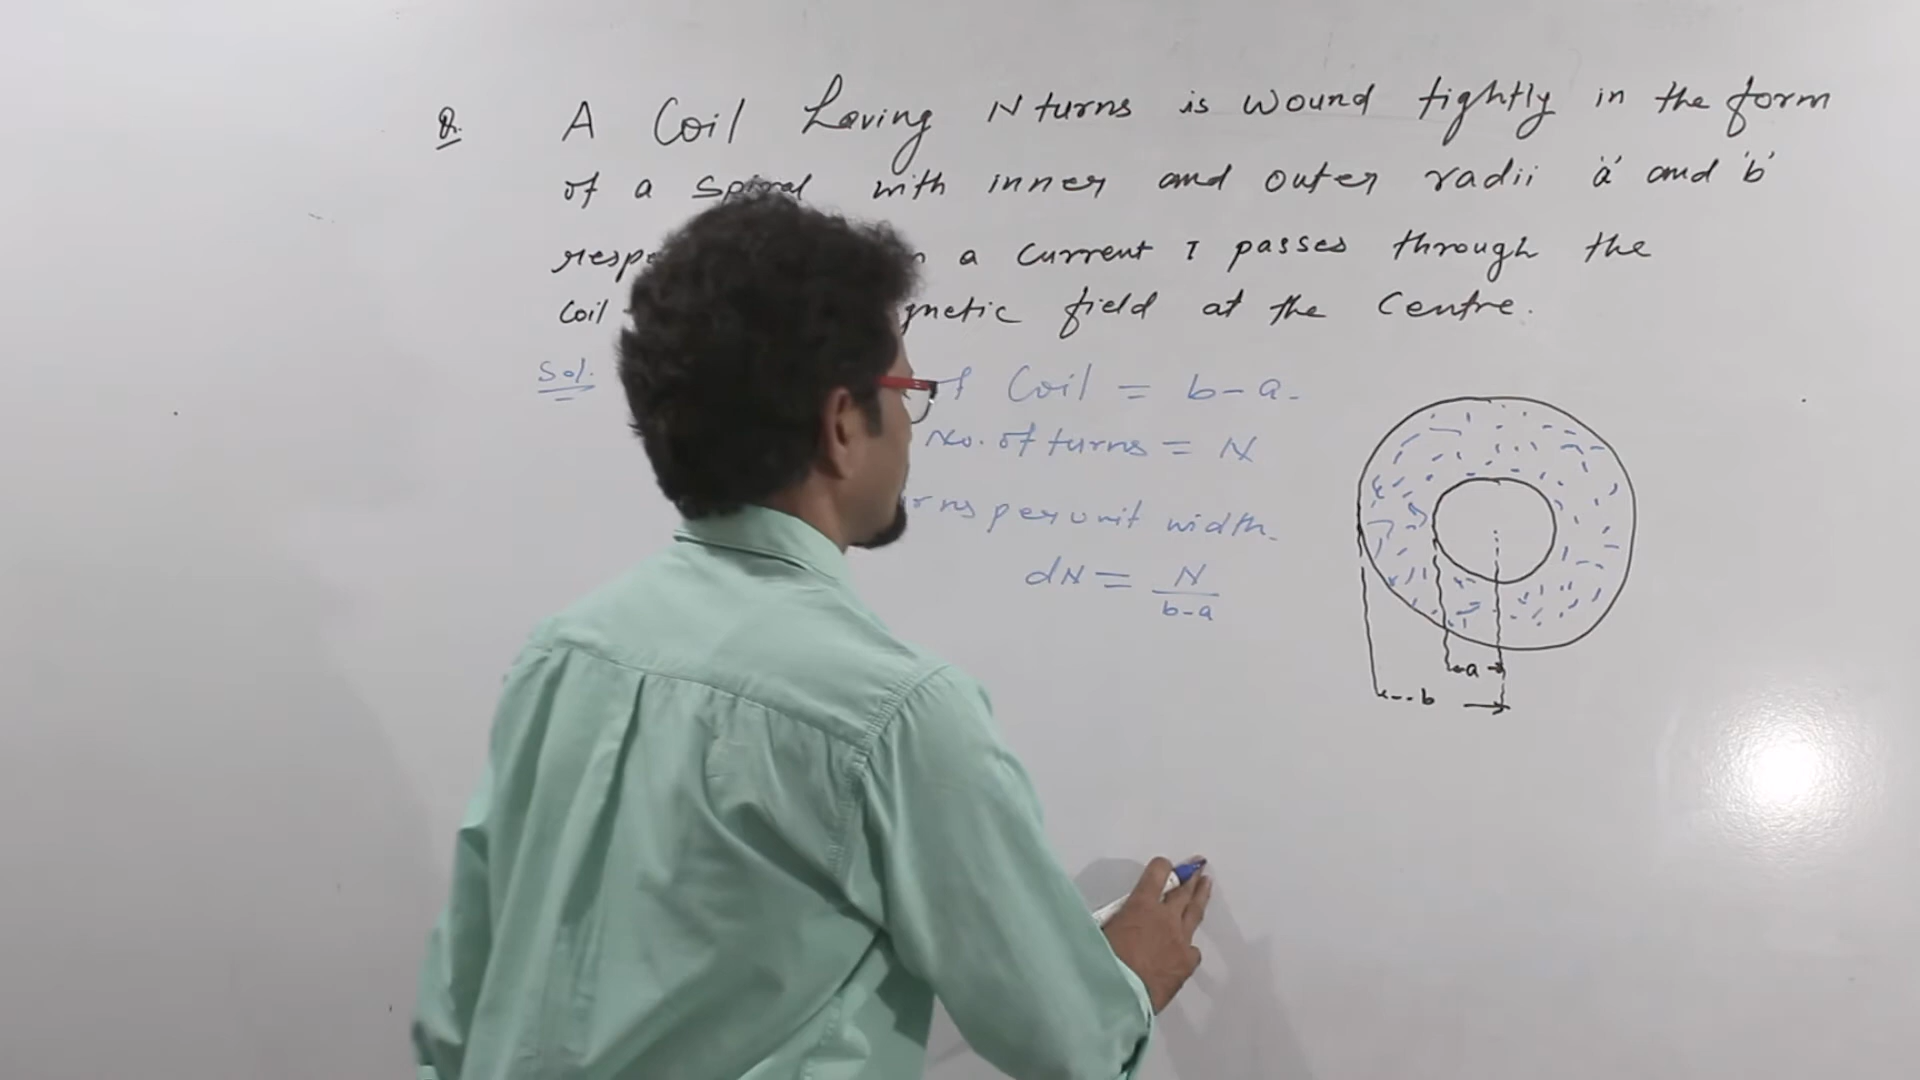 Q. A Coil having N turns is wound tightly in the form
of a spiral with inner and outer radii 'a' and 'b'
a current I passes through the
coil field at the Centre.
Sol. Coil = b-a.
No. of turns = N
per unit width.
dN = N / b-a
a
b